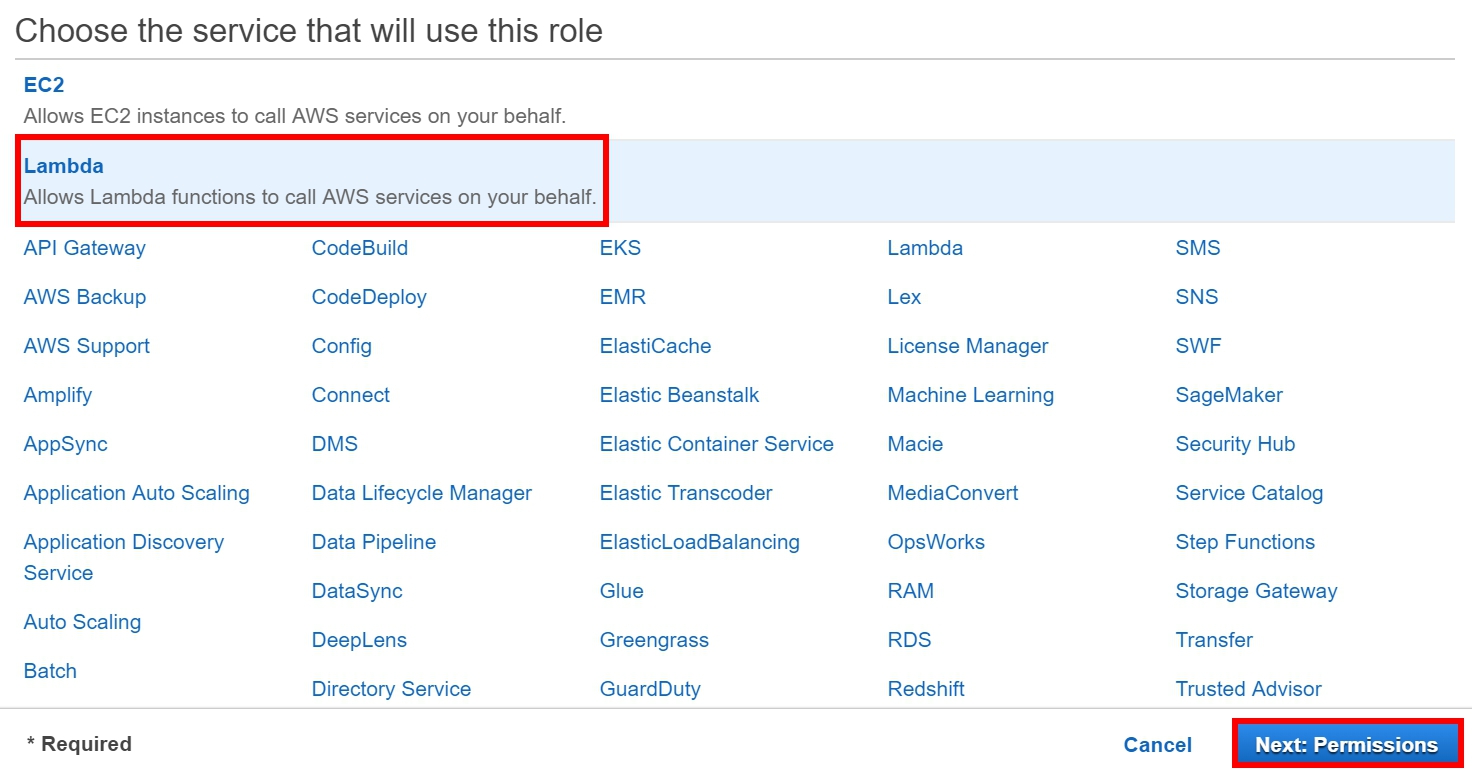 Choose the service that will use this role
EC2
Allows EC2 instances to call AWS services on your behalf.
Lambda
Allows Lambda functions to call AWS services on your behalf.
API Gateway
AWS Backup
AWS Support
Amplify
AppSync
Application Auto Scaling
Application Discovery
Service
Auto Scaling
Batch
CodeBuild
CodeDeploy
Config
Connect
DMS
Data Lifecycle Manager
Data Pipeline
DataSync
DeepLens
Directory Service
EKS
EMR
ElastiCache
Elastic Beanstalk
Elastic Container Service
Elastic Transcoder
ElasticLoadBalancing
Glue
Greengrass
GuardDuty
Lambda
Lex
License Manager
Machine Learning
Macie
MediaConvert
OpsWorks
RAM
RDS
Redshift
SMS
SNS
SWF
SageMaker
Security Hub
Service Catalog
Step Functions
Storage Gateway
Transfer
Trusted Advisor
* Required
Cancel
Next: Permissions